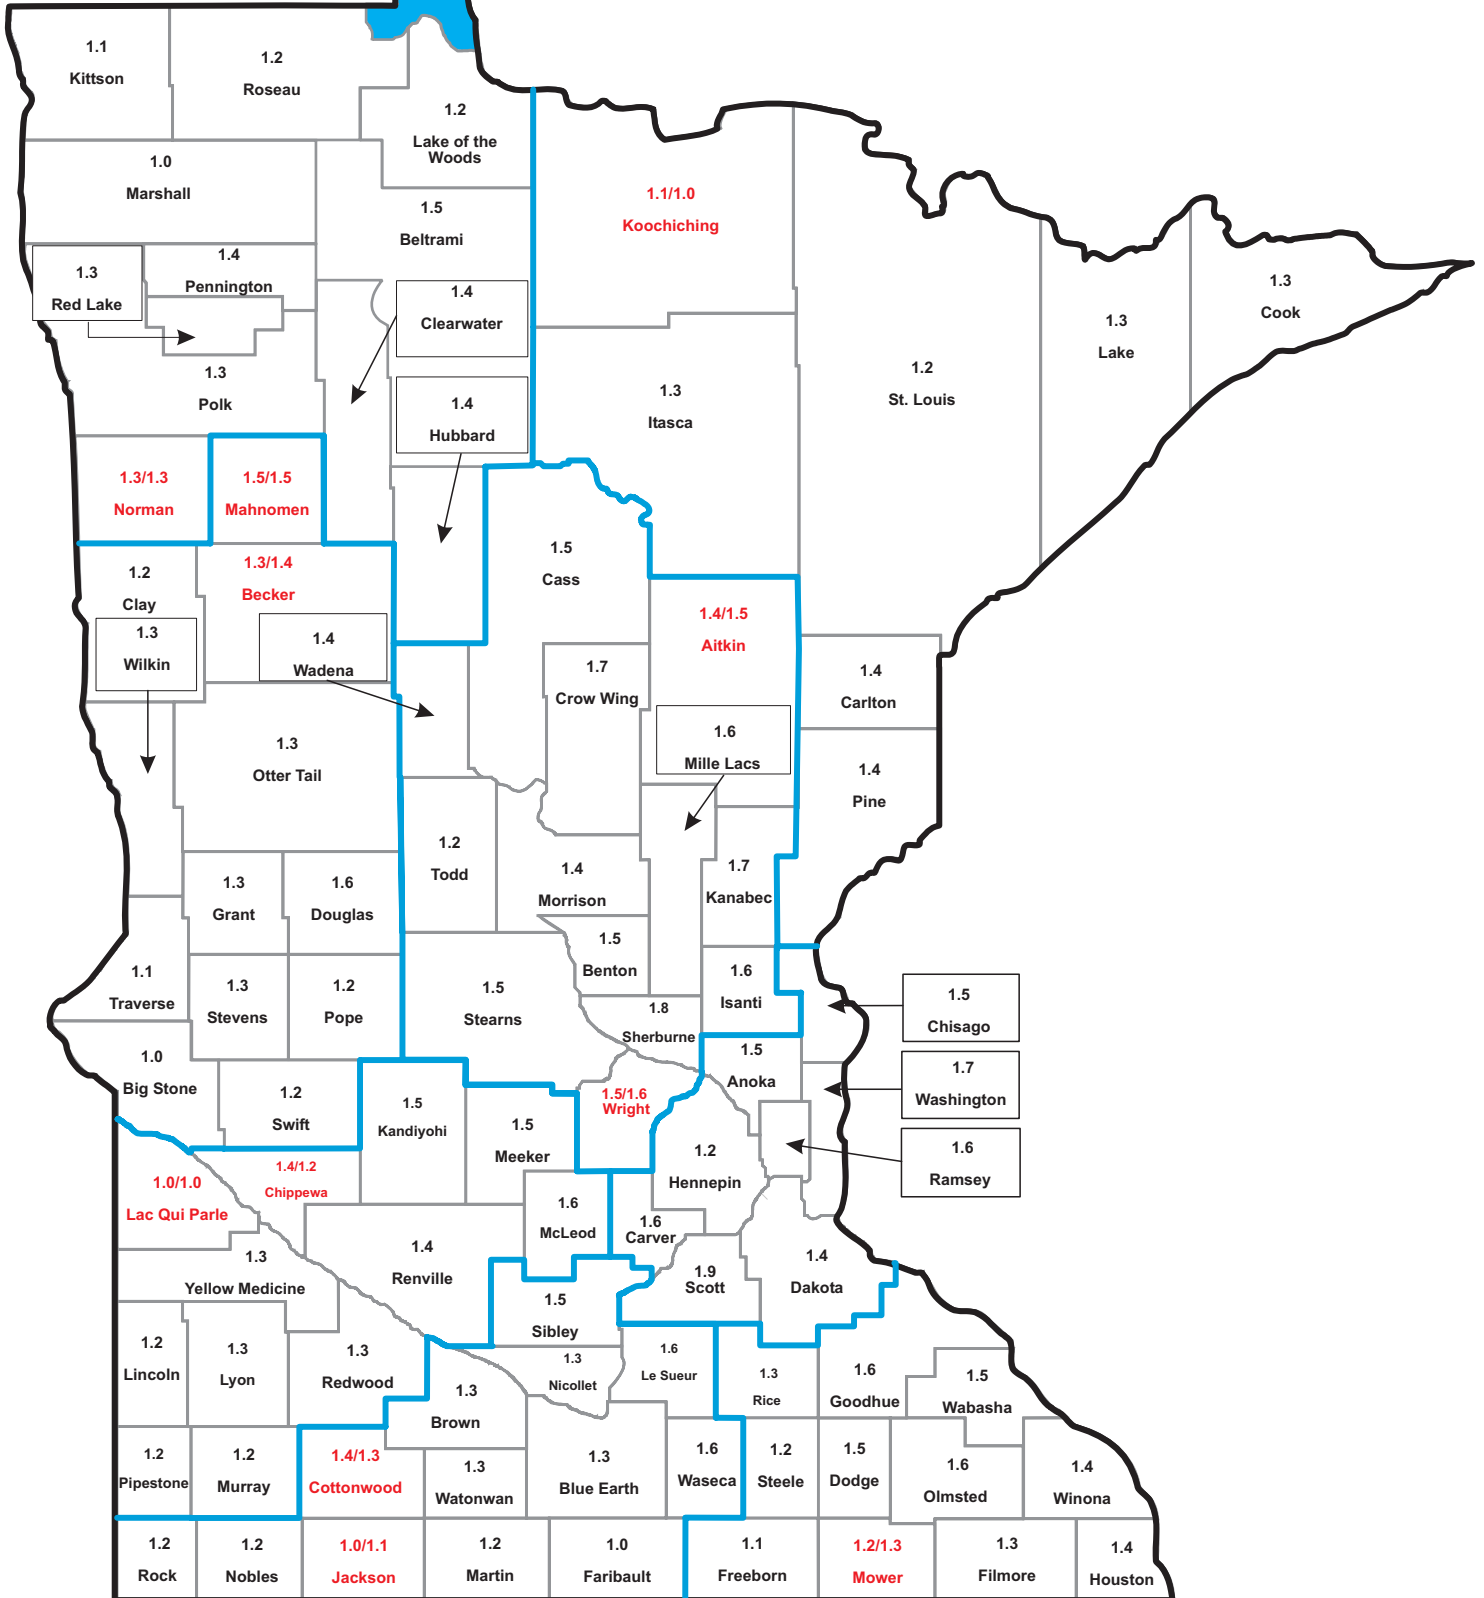 1.1
Kittson
1.2
Roseau
1.2
Lake of the
Woods
1.0
Marshall
1.5
Beltrami
1.1/1.0
Koochiching
1.4
Pennington
1.3
Red Lake
1.4
Clearwater
1.3
Polk
1.4
Hubbard
1.3
Itasca
1.2
St. Louis
1.3
Lake
1.3
Cook
1.3/1.3
Norman
1.5/1.5
Mahnomen
1.2
Clay
1.3/1.4
Becker
1.5
Cass
1.3
Wilkin
1.4
Wadena
1.4/1.5
Aitkin
1.7
Crow Wing
1.4
Carlton
1.6
Mille Lacs
1.3
Otter Tail
1.4
Pine
1.2
Todd
1.4
Morrison
1.7
Kanabec
1.3
Grant
1.6
Douglas
1.5
Benton
1.1
Traverse
1.3
Stevens
1.2
Pope
1.5
Stearns
1.8
Sherburne
1.6
Isanti
1.5
Chisago
1.0
Big Stone
1.2
Swift
1.5
Kandiyohi
1.5
Meeker
1.5/1.6
Wright
1.5
Anoka
1.7
Washington
1.6
Ramsey
1.0/1.0
Lac Qui Parle
1.4/1.2
Chippewa
1.2
Hennepin
1.6
McLeod
1.6
Carver
1.3
Yellow Medicine
1.4
Renville
1.9
Scott
1.4
Dakota
1.5
Sibley
1.2
Lincoln
1.3
Lyon
1.3
Redwood
1.3
Brown
1.3
Nicollet
1.6
Le Sueur
1.3
Rice
1.6
Goodhue
1.5
Wabasha
1.2
Pipestone
1.2
Murray
1.4/1.3
Cottonwood
1.3
Watonwan
1.3
Blue Earth
1.6
Waseca
1.2
Steele
1.5
Dodge
1.6
Olmsted
1.4
Winona
1.2
Rock
1.2
Nobles
1.0/1.1
Jackson
1.2
Martin
1.0
Faribault
1.1
Freeborn
1.2/1.3
Mower
1.3
Filmore
1.4
Houston